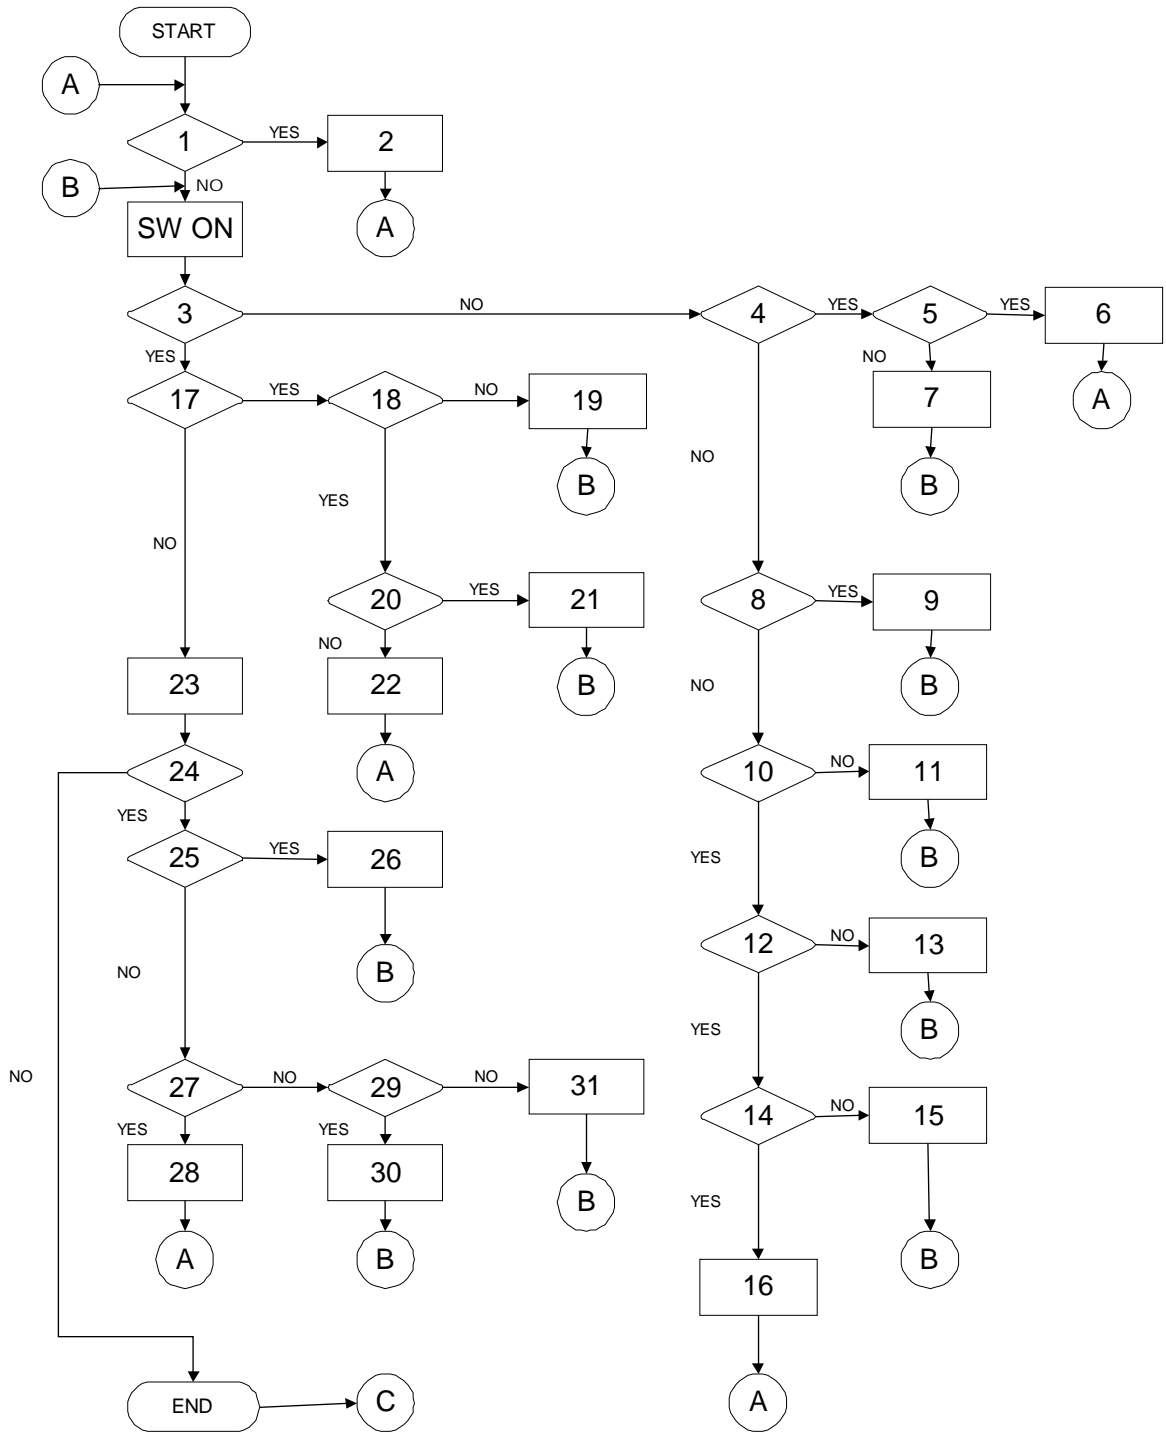 START
A
1
YES
2
B
NO
A
SW ON
3
NO
4
YES
5
YES
6
YES
NO
17
YES
18
NO
19
7
A
NO
B
B
YES
NO
20
YES
21
8
YES
9
NO
23
22
B
NO
B
24
A
10
NO
11
YES
25
YES
26
YES
B
12
NO
13
NO
B
YES
B
NO
27
NO
29
NO
31
14
NO
15
YES
YES
28
30
YES
B
A
B
B
16
END
C
A